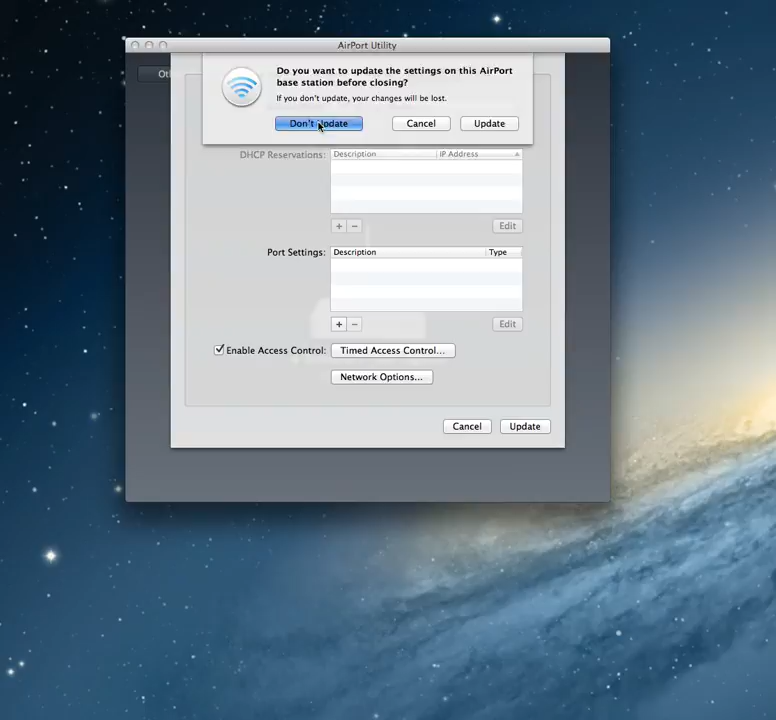 AirPort Utility
Do you want to update the settings on this AirPort
base station before closing?
If you don't update, your changes will be lost.
Don't Update
Cancel
Update
DHCP Reservations:
Description
IP Address
+
−
Edit
Port Settings:
Description
Type
+
−
Edit
Enable Access Control:
Timed Access Control...
Network Options...
Cancel
Update